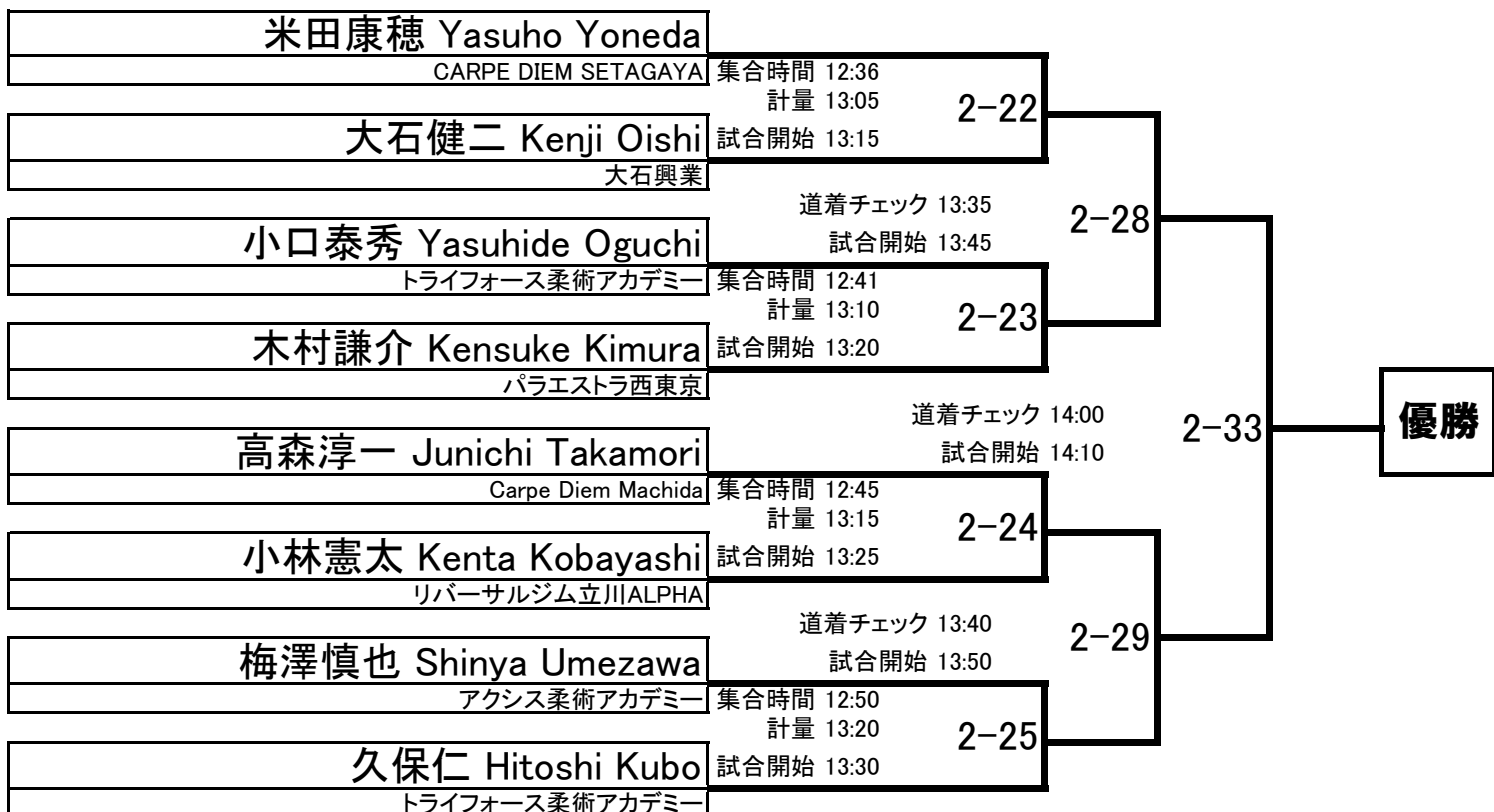 米田康穂 Yasuho Yoneda
CARPE DIEM SETAGAYA
集合時間 12:36
計量 13:05
2-22
大石健二 Kenji Oishi
試合開始 13:15
大石興業
道着チェック 13:35
2-28
試合開始 13:45
小口泰秀 Yasuhide Oguchi
トライフォース柔術アカデミー
集合時間 12:41
計量 13:10
2-23
木村謙介 Kensuke Kimura
試合開始 13:20
パラエストラ西東京
道着チェック 14:00
2-33
試合開始 14:10
優勝
高森淳一 Junichi Takamori
Carpe Diem Machida
集合時間 12:45
計量 13:15
2-24
小林憲太 Kenta Kobayashi
試合開始 13:25
リバーサルジム立川ALPHA
道着チェック 13:40
2-29
試合開始 13:50
梅澤慎也 Shinya Umezawa
アクシス柔術アカデミー
集合時間 12:50
計量 13:20
2-25
久保仁 Hitoshi Kubo
試合開始 13:30
トライフォース柔術アカデミー